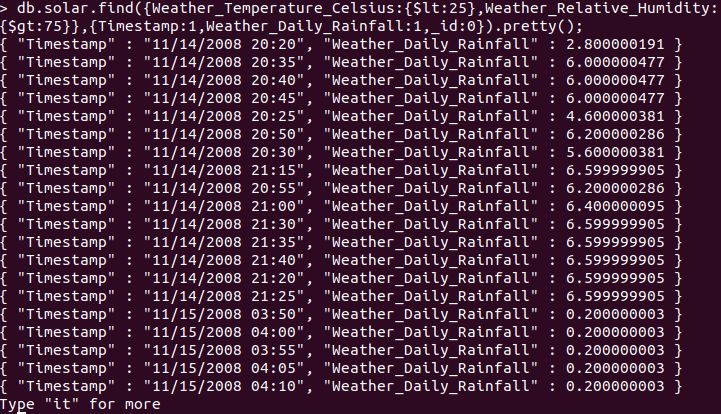 > db.solar.find({Weather_Temperature_Celsius:{$lt:25},Weather_Relative_Humidity:
{$gt:75}},{Timestamp:1,Weather_Daily_Rainfall:1,_id:0}).pretty();
{ "Timestamp" : "11/14/2008 20:20", "Weather_Daily_Rainfall" : 2.800000191 }
{ "Timestamp" : "11/14/2008 20:35", "Weather_Daily_Rainfall" : 6.000000477 }
{ "Timestamp" : "11/14/2008 20:40", "Weather_Daily_Rainfall" : 6.000000477 }
{ "Timestamp" : "11/14/2008 20:45", "Weather_Daily_Rainfall" : 6.000000477 }
{ "Timestamp" : "11/14/2008 20:25", "Weather_Daily_Rainfall" : 4.600000381 }
{ "Timestamp" : "11/14/2008 20:50", "Weather_Daily_Rainfall" : 6.200000286 }
{ "Timestamp" : "11/14/2008 20:30", "Weather_Daily_Rainfall" : 5.600000381 }
{ "Timestamp" : "11/14/2008 21:15", "Weather_Daily_Rainfall" : 6.599999905 }
{ "Timestamp" : "11/14/2008 20:55", "Weather_Daily_Rainfall" : 6.200000286 }
{ "Timestamp" : "11/14/2008 21:00", "Weather_Daily_Rainfall" : 6.400000095 }
{ "Timestamp" : "11/14/2008 21:30", "Weather_Daily_Rainfall" : 6.599999905 }
{ "Timestamp" : "11/14/2008 21:35", "Weather_Daily_Rainfall" : 6.599999905 }
{ "Timestamp" : "11/14/2008 21:40", "Weather_Daily_Rainfall" : 6.599999905 }
{ "Timestamp" : "11/14/2008 21:20", "Weather_Daily_Rainfall" : 6.599999905 }
{ "Timestamp" : "11/14/2008 21:25", "Weather_Daily_Rainfall" : 6.599999905 }
{ "Timestamp" : "11/15/2008 03:50", "Weather_Daily_Rainfall" : 0.200000003 }
{ "Timestamp" : "11/15/2008 04:00", "Weather_Daily_Rainfall" : 0.200000003 }
{ "Timestamp" : "11/15/2008 03:55", "Weather_Daily_Rainfall" : 0.200000003 }
{ "Timestamp" : "11/15/2008 04:05", "Weather_Daily_Rainfall" : 0.200000003 }
{ "Timestamp" : "11/15/2008 04:10", "Weather_Daily_Rainfall" : 0.200000003 }
Type "it" for more